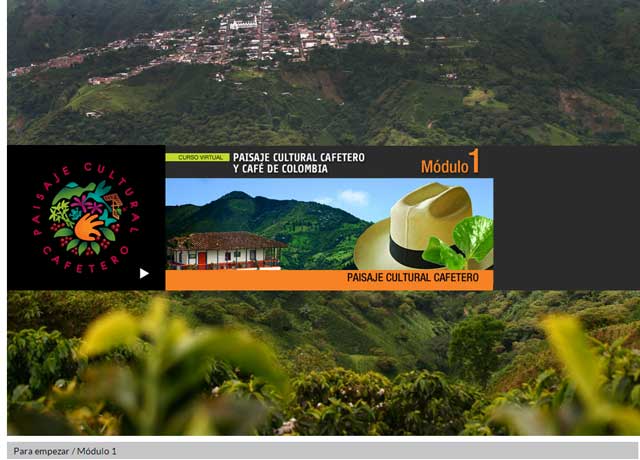 PAISAJE CULTURAL
CAFETERO
CURSO VIRTUAL
PAISAJE CULTURAL CAFETERO
Y CAFÉ DE COLOMBIA
Módulo 1
PAISAJE CULTURAL CAFETERO
Para empezar / Módulo 1